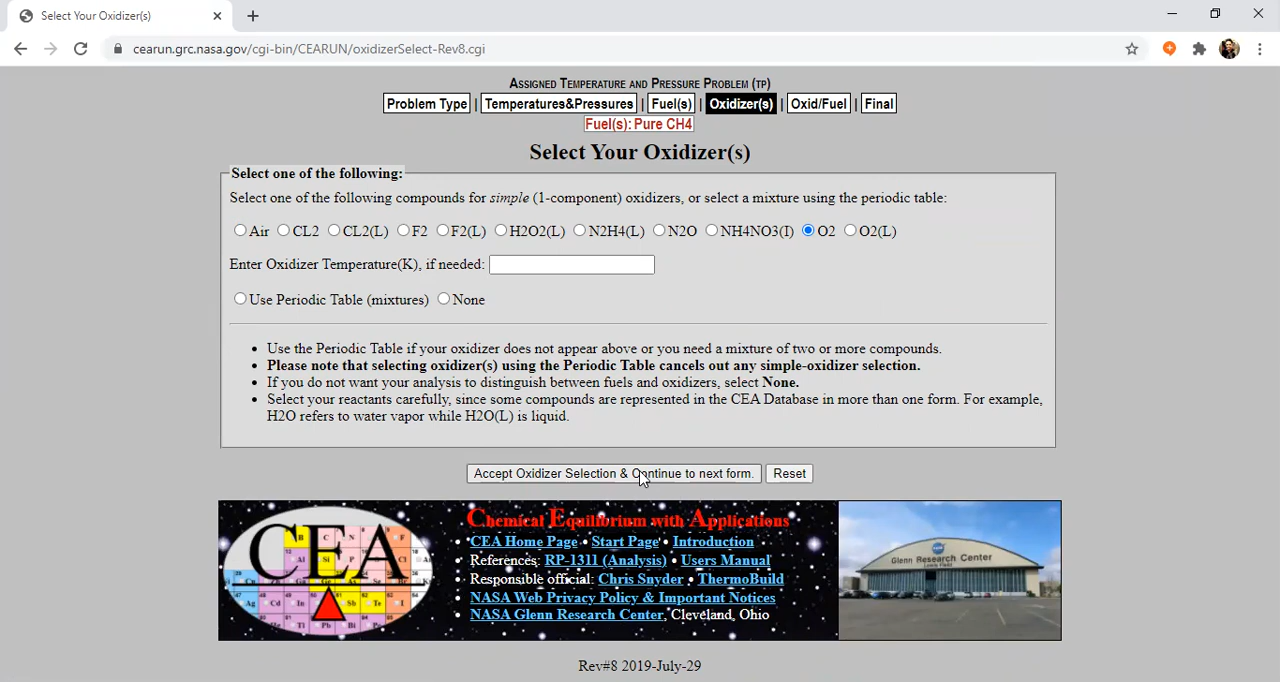 Select Your Oxidizer(s)
cearun.grc.nasa.gov/cgi-bin/CEARUN/oxidizerSelect-Rev8.cgi
Assigned Temperature and Pressure Problem (tp)
Problem Type | Temperatures&Pressures | Fuel(s) | Oxidizer(s) | Oxid/Fuel | Final
Fuel(s): Pure CH4
Select Your Oxidizer(s)
Select one of the following:
Select one of the following compounds for simple (1-component) oxidizers, or select a mixture using the periodic table:
Air CL2 CL2(L) F2 F2(L) H2O2(L) N2H4(L) N2O NH4NO3(I) O2 O2(L)
Enter Oxidizer Temperature(K), if needed:
Use Periodic Table (mixtures) None
• Use the Periodic Table if your oxidizer does not appear above or you need a mixture of two or more compounds.
• Please note that selecting oxidizer(s) using the Periodic Table cancels out any simple-oxidizer selection.
• If you do not want your analysis to distinguish between fuels and oxidizers, select None.
• Select your reactants carefully, since some compounds are represented in the CEA Database in more than one form. For example,
H2O refers to water vapor while H2O(L) is liquid.
Accept Oxidizer Selection & Continue to next form. Reset
CEA
Chemical Equilibrium with Applications
• CEA Home Page • Start Page • Introduction
• References: RP-1311 (Analysis) • Users Manual
• Responsible official: Chris Snyder • ThermoBuild
• NASA Web Privacy Policy & Important Notices
• NASA Glenn Research Center, Cleveland, Ohio
Glenn Research Center
Rev#8 2019-July-29